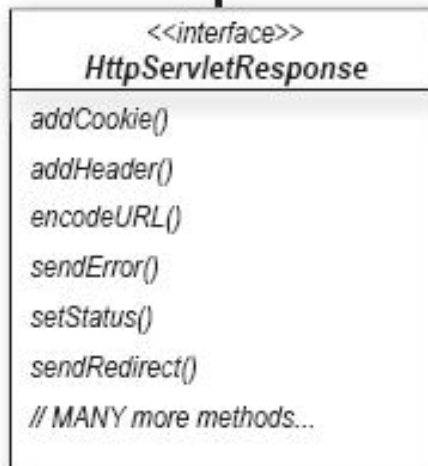 <<interface>>
HttpServletResponse
addCookie()
addHeader()
encodeURL()
sendError()
setStatus()
sendRedirect()
// MANY more methods...